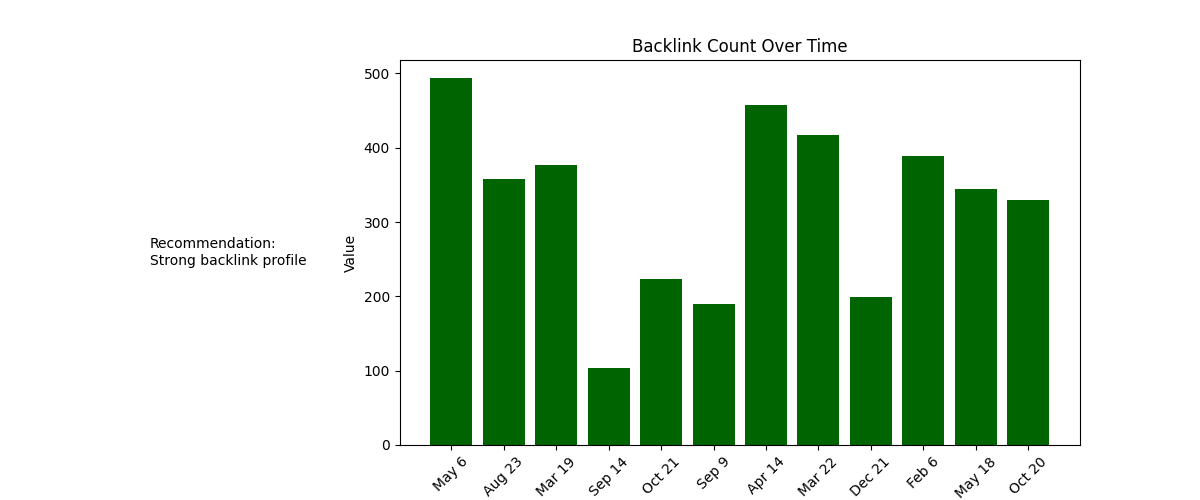 Backlink Count Over Time
Recommendation:
Strong backlink profile
Value
500
400
300
200
100
0
May 6
Aug 23
Mar 19
Sep 14
Oct 21
Sep 9
Apr 14
Mar 22
Dec 21
Feb 6
May 18
Oct 20